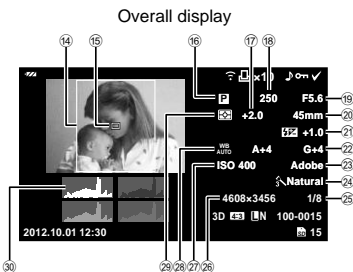 Overall display
⑭ ⑮ ⑯ ⑰ ⑱
x10
P 250 F5.6 ⑲
+2.0 45mm ⑳
+1.0 ㉑
WB AUTO A+4 G+4 ㉒
ISO 400 Adobe ㉓
Natural ㉔
4608×3456 1/8 ㉕
3D 4:3 LN 100-0015
2012.10.01 12:30 SD 15
㉚ ㉙ ㉘ ㉗ ㉖